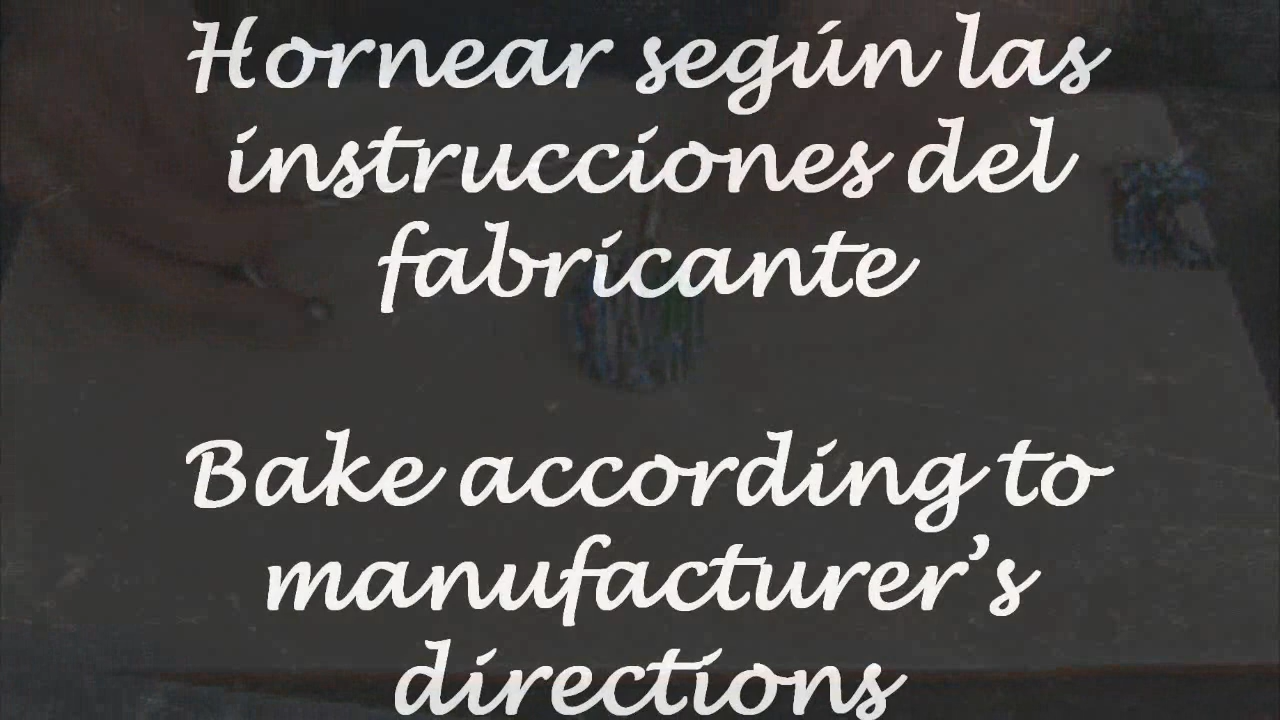 Hornear según las
instrucciones del
fabricante
Bake according to
manufacturer’s
directions